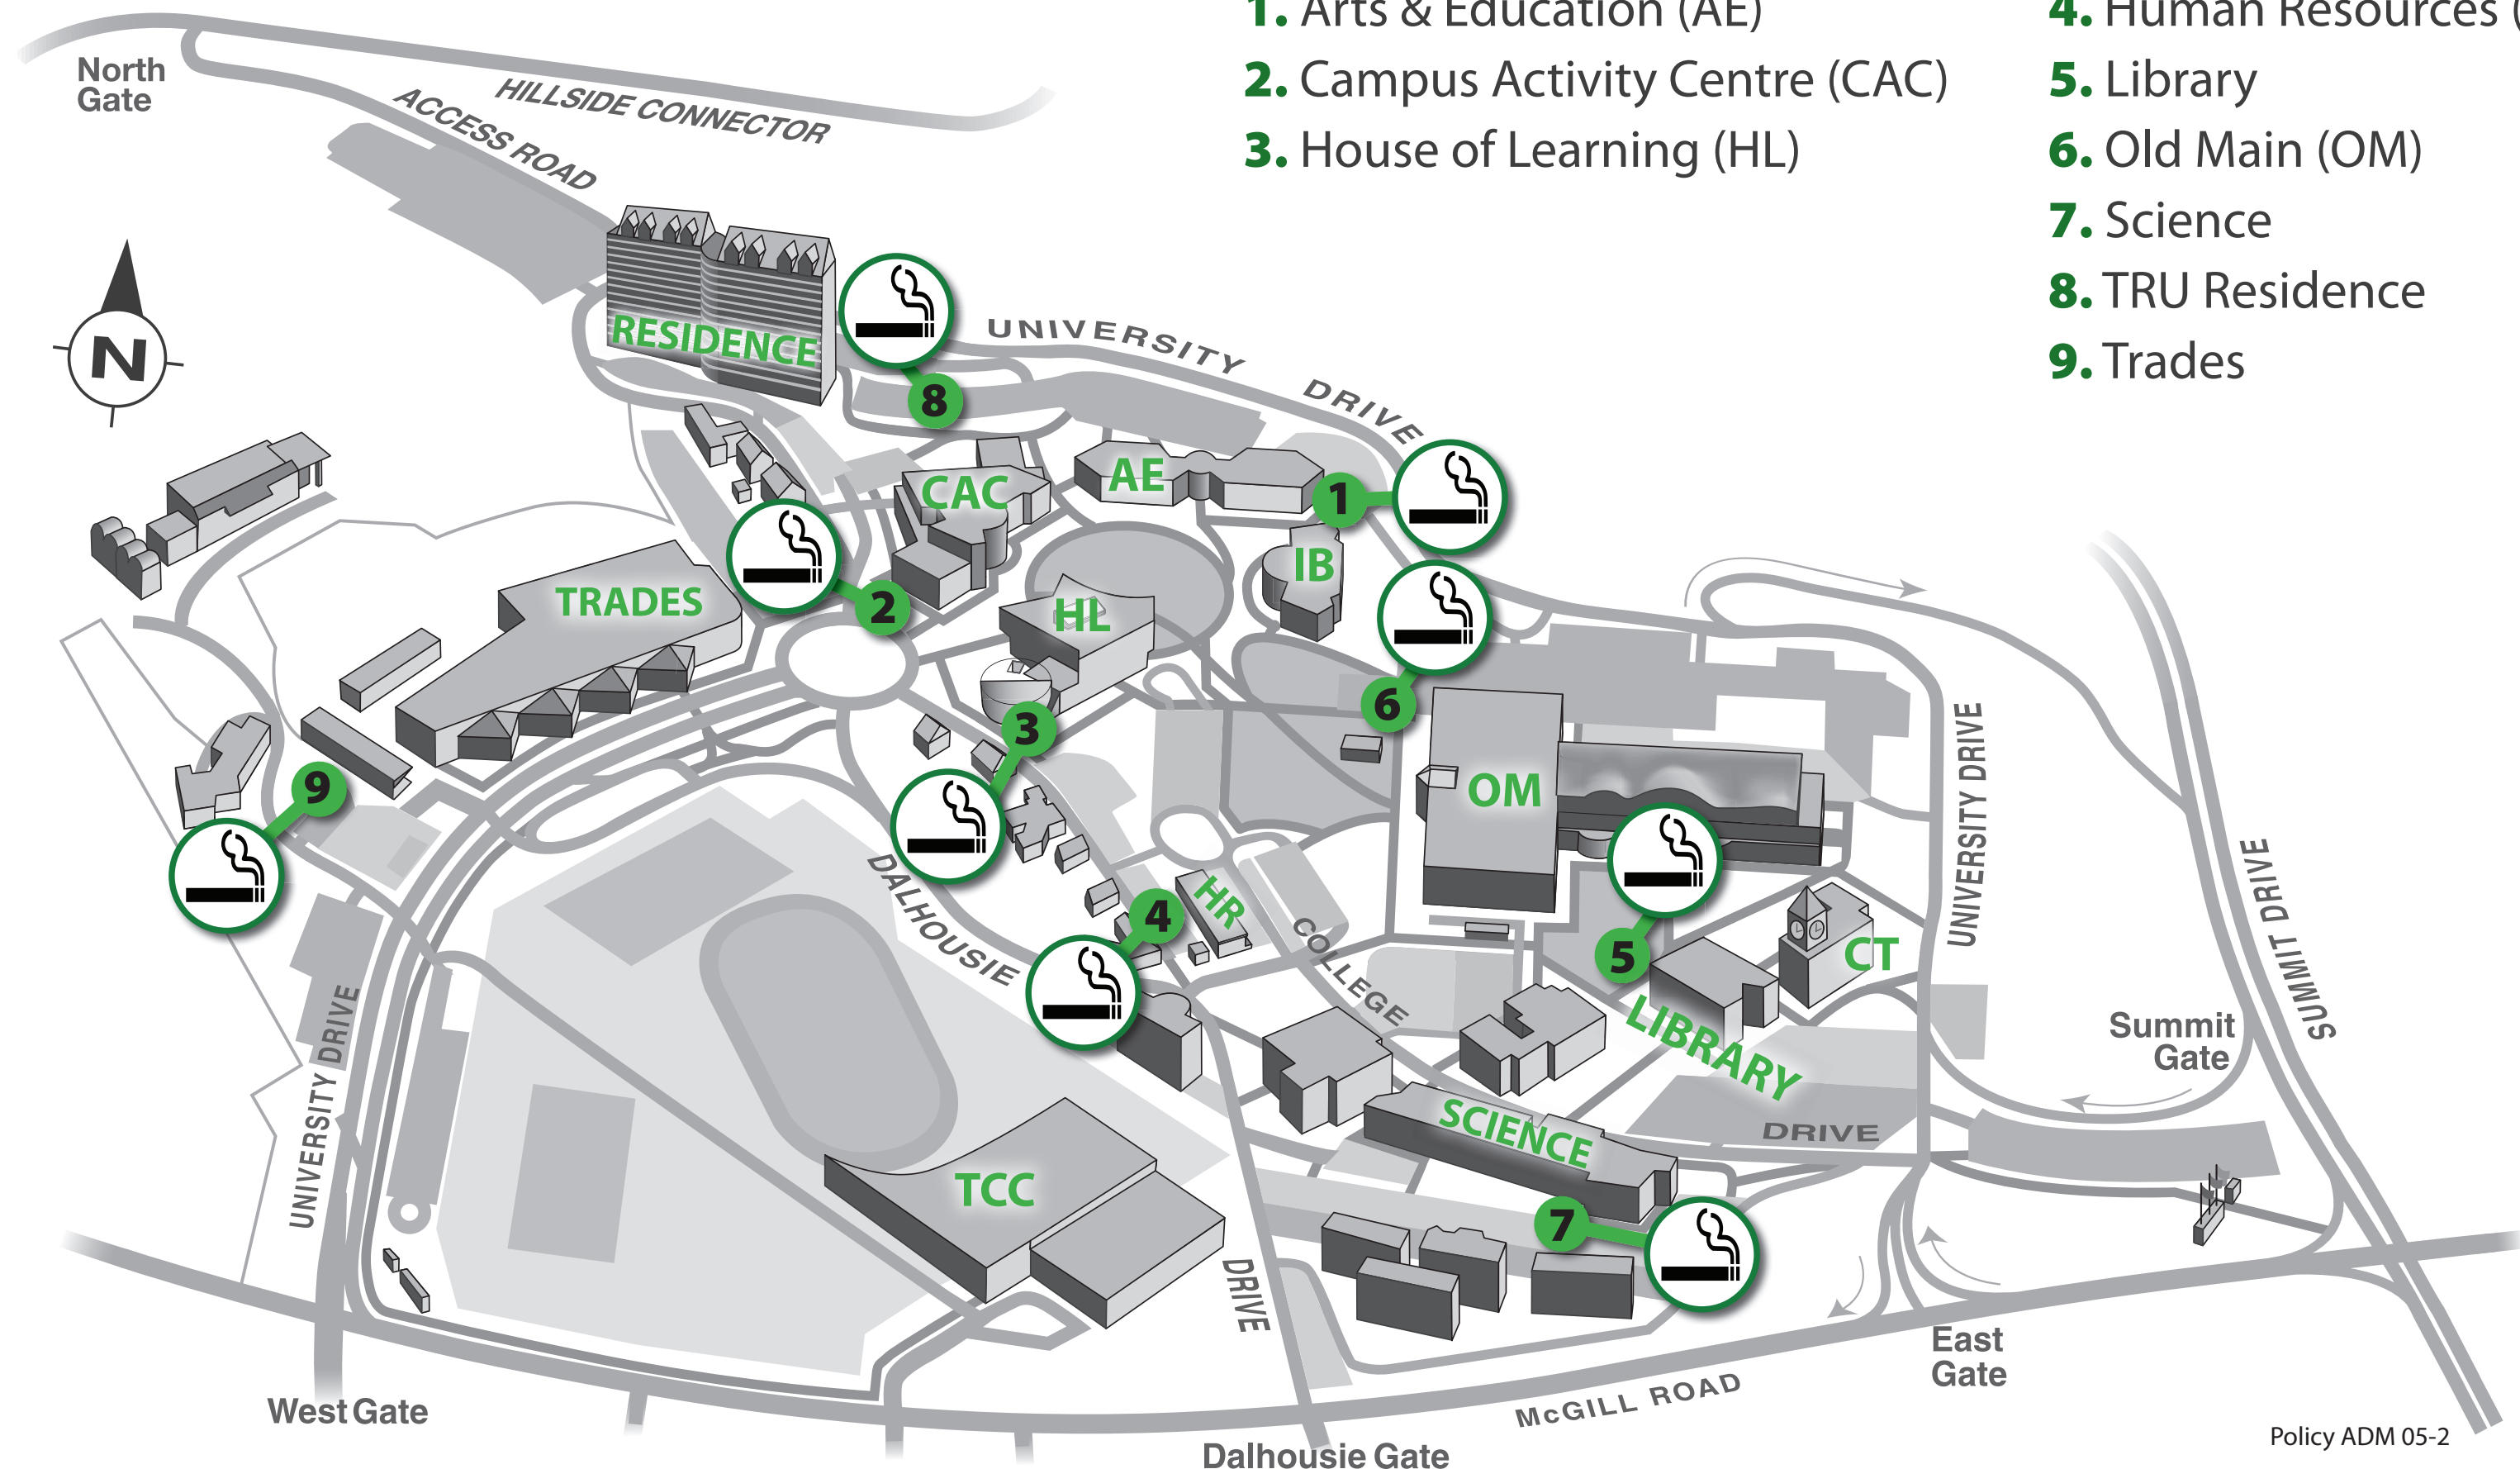 1. Arts & Education (AE)
2. Campus Activity Centre (CAC)
3. House of Learning (HL)
4. Human Resources (
5. Library
6. Old Main (OM)
7. Science
8. TRU Residence
9. Trades
North
Gate
HILLSIDE CONNECTOR
ACCESS ROAD
N
RESIDENCE
8
UNIVERSITY DRIVE
CAC
AE
1
IB
TRADES
2
HL
6
3
OM
9
UNIVERSITY DRIVE
SUMMIT DRIVE
DALHOUSIE
4
HR
COLLEGE
5
CT
LIBRARY
UNIVERSITY DRIVE
Summit
Gate
SCIENCE
DRIVE
TCC
7
DRIVE
East
Gate
West Gate
McGILL ROAD
Dalhousie Gate
Policy ADM 05-2